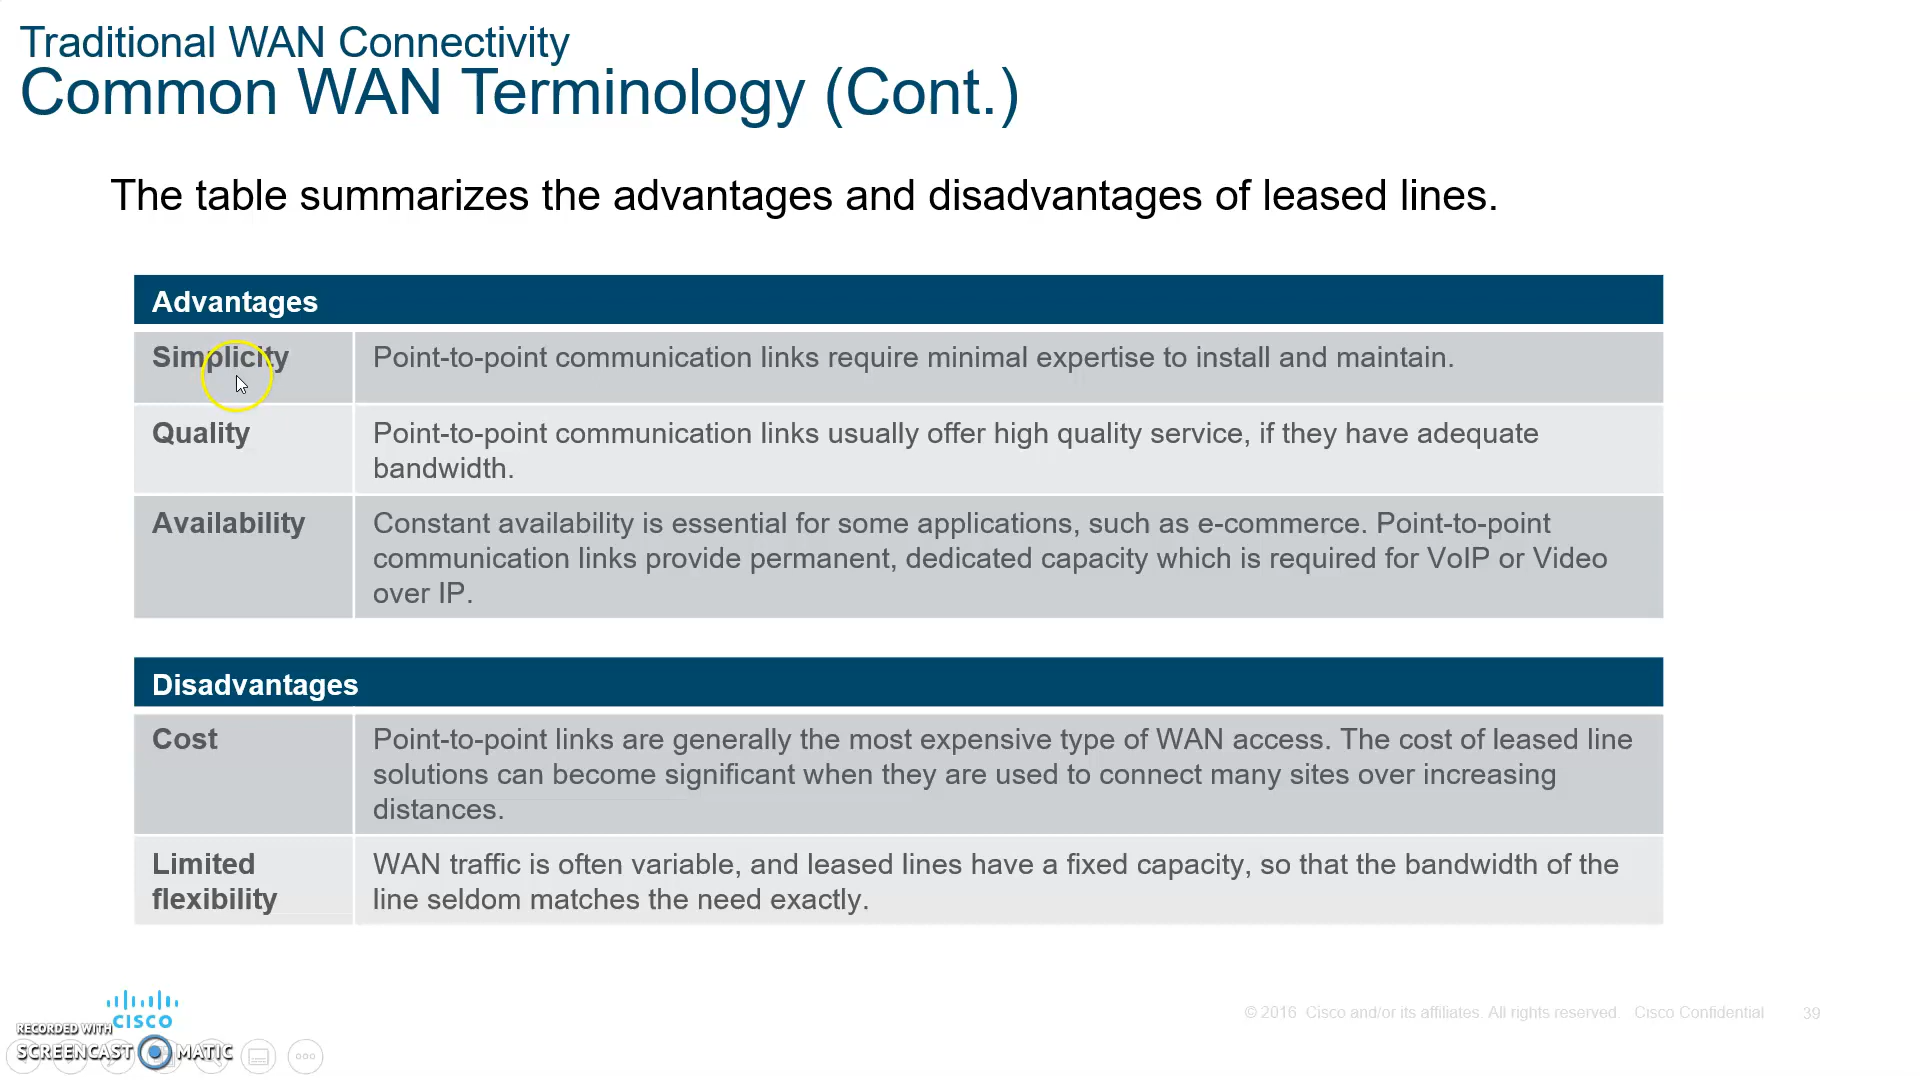 Traditional WAN Connectivity
Common WAN Terminology (Cont.)
The table summarizes the advantages and disadvantages of leased lines.
Advantages
Simplicity
Point-to-point communication links require minimal expertise to install and maintain.
Quality
Point-to-point communication links usually offer high quality service, if they have adequate
bandwidth.
Availability
Constant availability is essential for some applications, such as e-commerce. Point-to-point
communication links provide permanent, dedicated capacity which is required for VoIP or Video
over IP.
Disadvantages
Cost
Point-to-point links are generally the most expensive type of WAN access. The cost of leased line
solutions can become significant when they are used to connect many sites over increasing
distances.
Limited
flexibility
WAN traffic is often variable, and leased lines have a fixed capacity, so that the bandwidth of the
line seldom matches the need exactly.
CISCO
© 2016 Cisco and/or its affiliates. All rights reserved. Cisco Confidential 39
RECORDED WITH
SCREENCAST MATIC